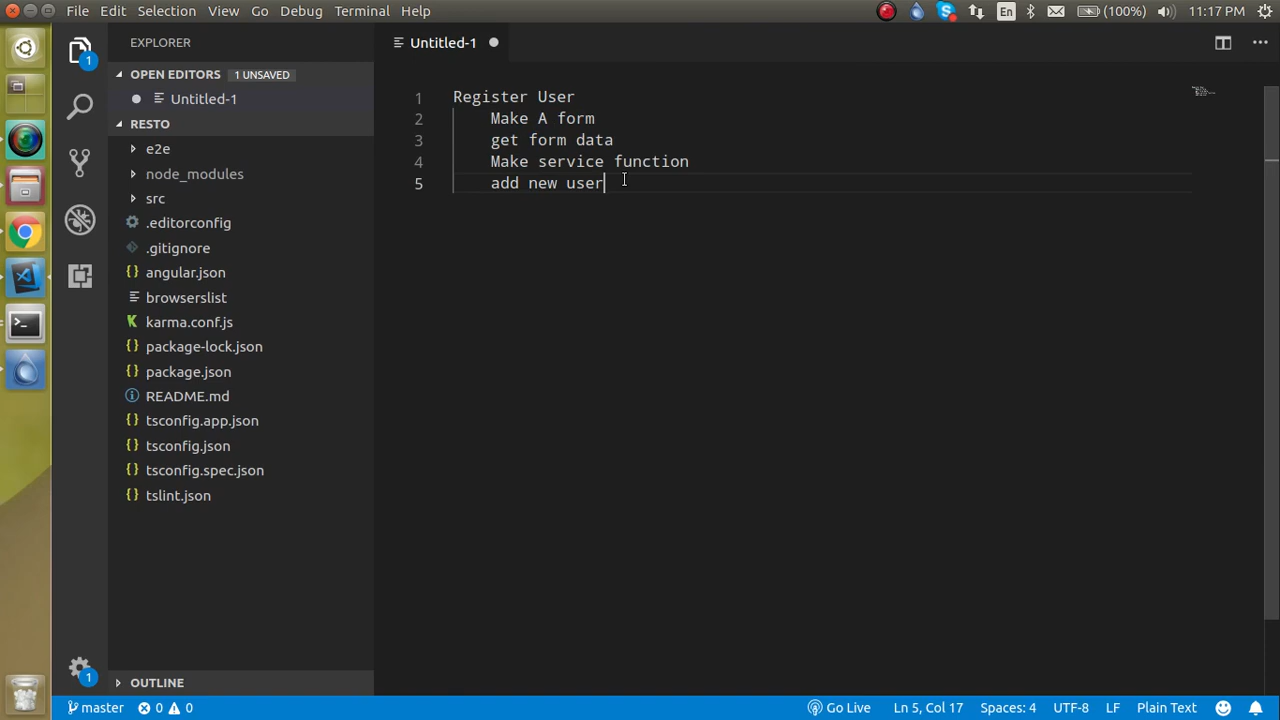 File Edit Selection View Go Debug Terminal Help
En (100%) 11:17 PM
EXPLORER
Untitled-1
OPEN EDITORS 1 UNSAVED
Untitled-1
RESTO
e2e
node_modules
src
.editorconfig
.gitignore
angular.json
browserslist
karma.conf.js
package-lock.json
package.json
README.md
tsconfig.app.json
tsconfig.json
tsconfig.spec.json
tslint.json
OUTLINE
1
1
1 Register User
2 Make A form
3 get form data
4 Make service function
5 add new user
master 0 0 Go Live Ln 5, Col 17 Spaces: 4 UTF-8 LF Plain Text